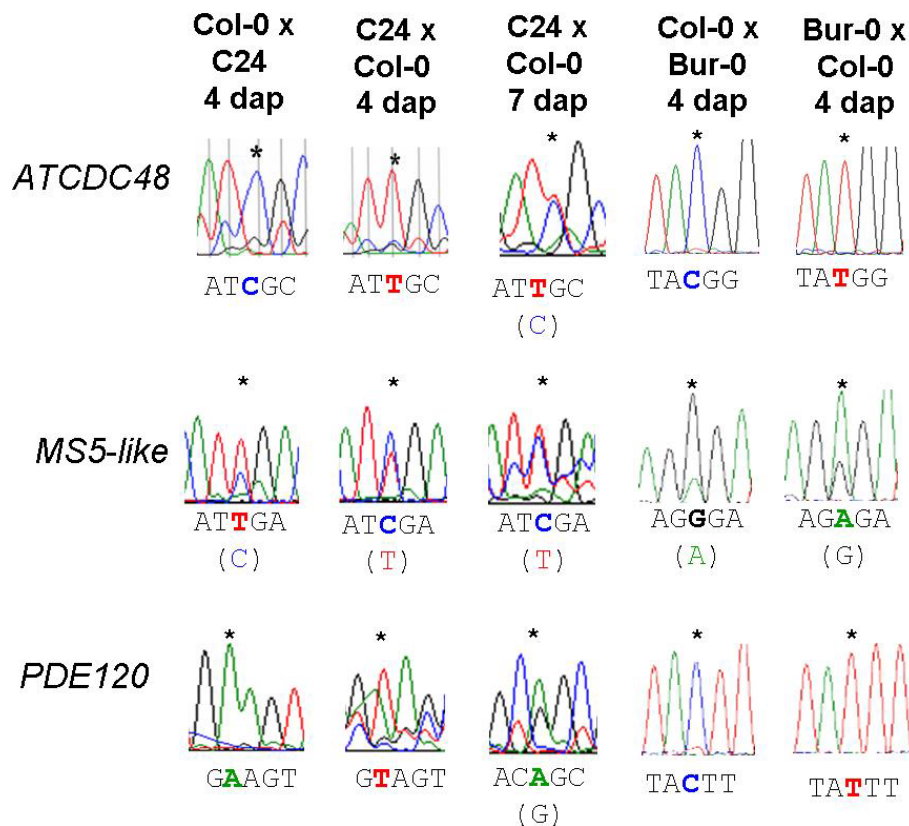 Col-0 x C24 4 dap
C24 x Col-0 4 dap
C24 x Col-0 7 dap
Col-0 x Bur-0 4 dap
Bur-0 x Col-0 4 dap
ATCDC48
* * * * *
ATCGC ATTGC ATTGC TACGG TATGG
(C)
MS5-like
* * * * *
ATTGA ATCGA ATCGA AGGGA AGAGA
(C) (T) (T) (A) (G)
PDE120
* * * * *
GAAGT GTAGT ACAGC TACTT TATTT
(G)